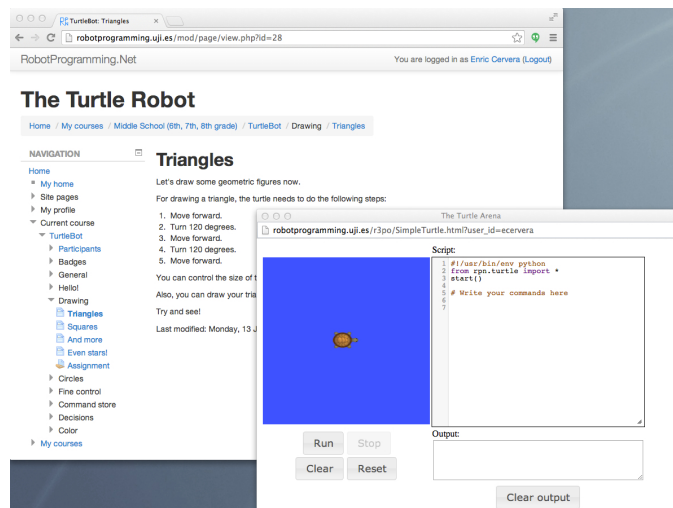 TurtleBot: Triangles
robotprogramming.uji.es/mod/page/view.php?id=28
RobotProgramming.Net
You are logged in as Enric Cervera (Logout)
The Turtle Robot
Home / My courses / Middle School (6th, 7th, 8th grade) / TurtleBot / Drawing / Triangles
NAVIGATION
Home
My home
Site pages
My profile
Current course
TurtleBot
Participants
Badges
General
Hello!
Drawing
Triangles
Squares
And more
Even stars!
Assignment
Circles
Fine control
Command store
Decisions
Color
My courses
Triangles
Let's draw some geometric figures now.
For drawing a triangle, the turtle needs to do the following steps:
1. Move forward.
2. Turn 120 degrees.
3. Move forward.
4. Turn 120 degrees.
5. Move forward.
You can control the size of t
Also, you can draw your tria
Try and see!
Last modified: Monday, 13 J
The Turtle Arena
robotprogramming.uji.es/r3po/SimpleTurtle.html?user_id=ecervera
Script:
1 #!/usr/bin/env python
2 from rpn.turtle import *
3 start()
4
5 # Write your commands here
6
7
Run
Stop
Clear
Reset
Output:
Clear output